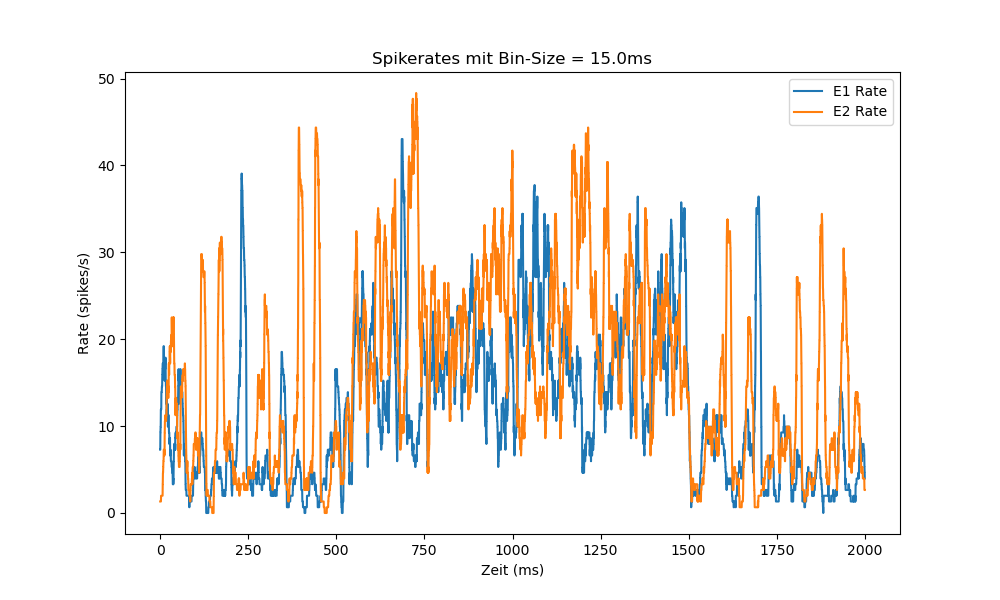 Spikerates mit Bin-Size = 15.0ms
E1 Rate
E2 Rate
50
40
30
20
10
0
Rate (spikes/s)
0 250 500 750 1000 1250 1500 1750 2000
Zeit (ms)